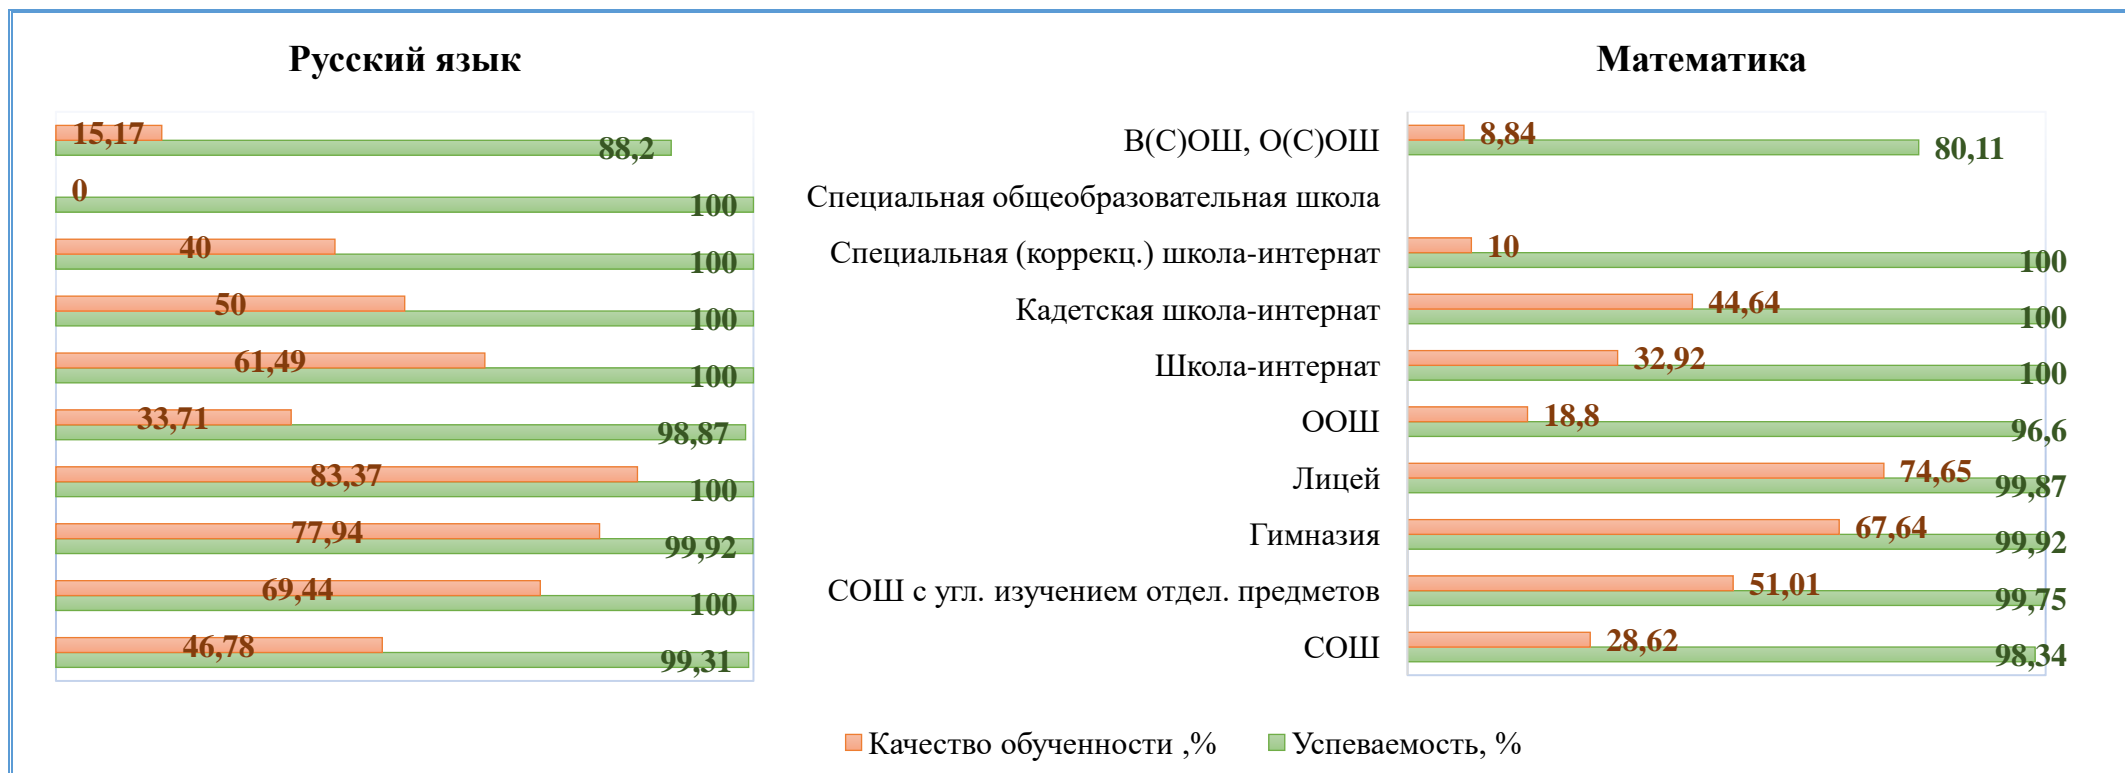 Русский язык Математика
15,17 В(С)ОШ, О(С)ОШ 8,84
88,2 80,11
0 Специальная общеобразовательная школа
100
40 Специальная (коррекц.) школа-интернат 10
100 100
50 Кадетская школа-интернат 44,64
100 100
61,49 Школа-интернат 32,92
100 100
33,71 ООШ 18,8
98,87 96,6
83,37 Лицей 74,65
100 99,87
77,94 Гимназия 67,64
99,92 99,92
69,44 СОШ с угл. изучением отдел. предметов 51,01
100 99,75
46,78 СОШ 28,62
99,31 98,34
Качество обученности ,% Успеваемость, %